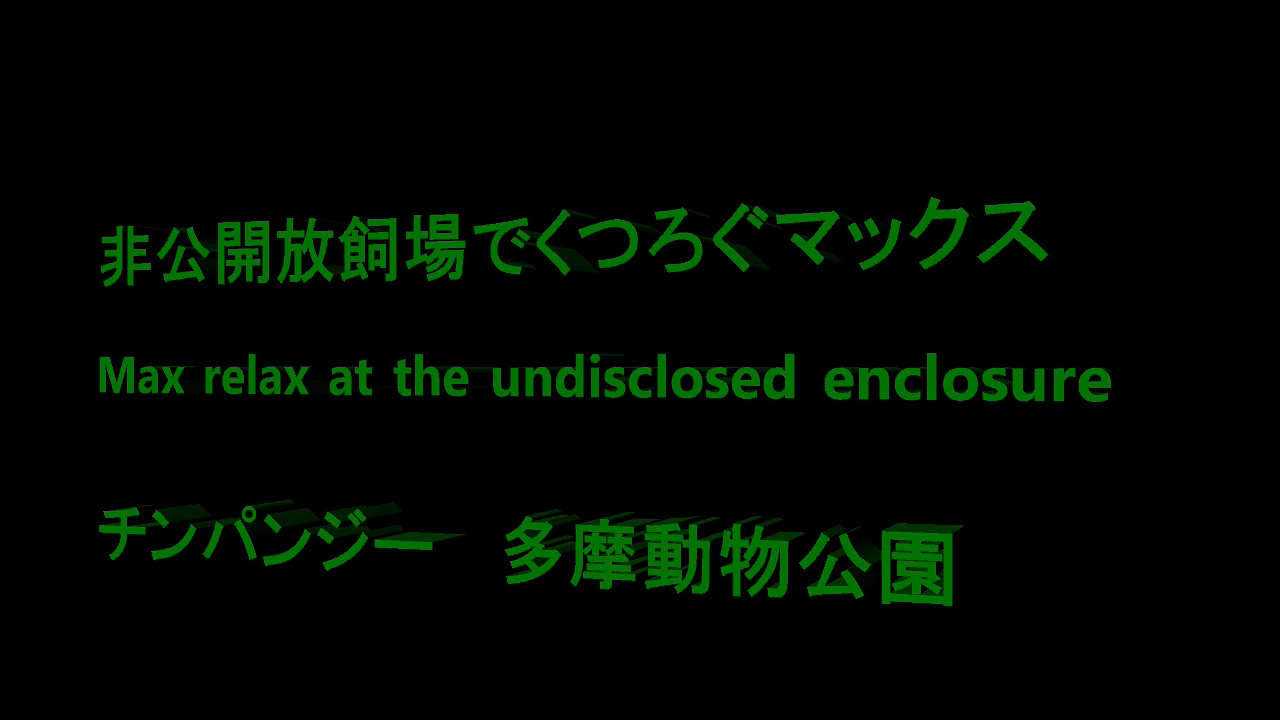 非公開放飼場でくつろぐマックス
Max relax at the undisclosed enclosure
チンパンジー　多摩動物公園